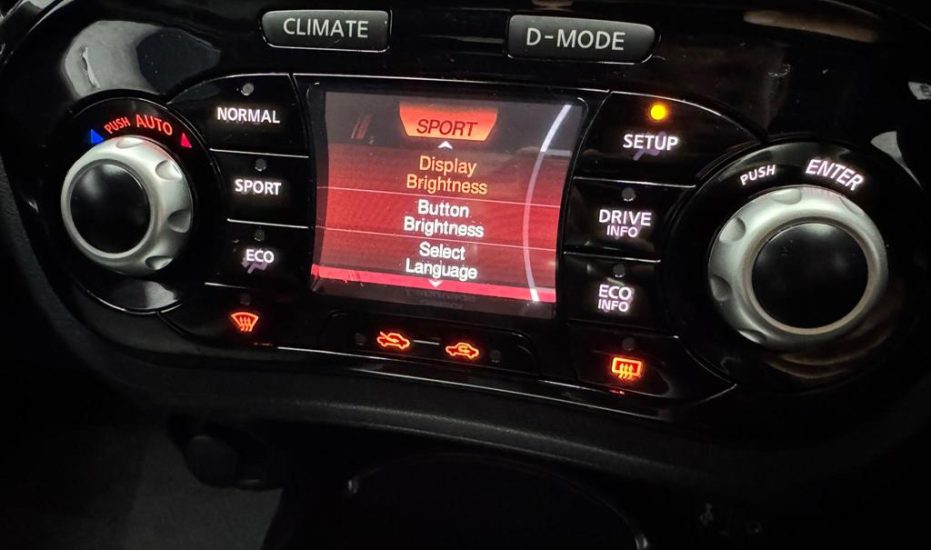 CLIMATE
D-MODE
PUSH AUTO
NORMAL
SPORT
ECO
SPORT
Display
Brightness
Button
Brightness
Select
Language
SETUP
DRIVE
INFO
ECO
INFO
PUSH ENTER